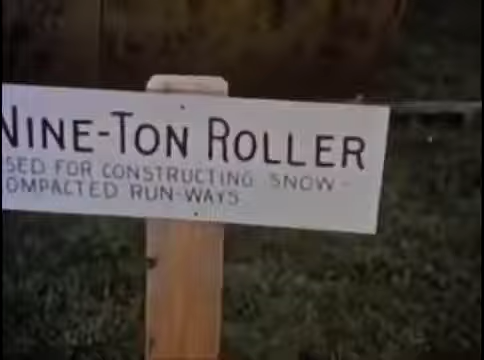 NINE-TON ROLLER
SED FOR CONSTRUCTING SNOW-
OMPACTED RUN-WAYS